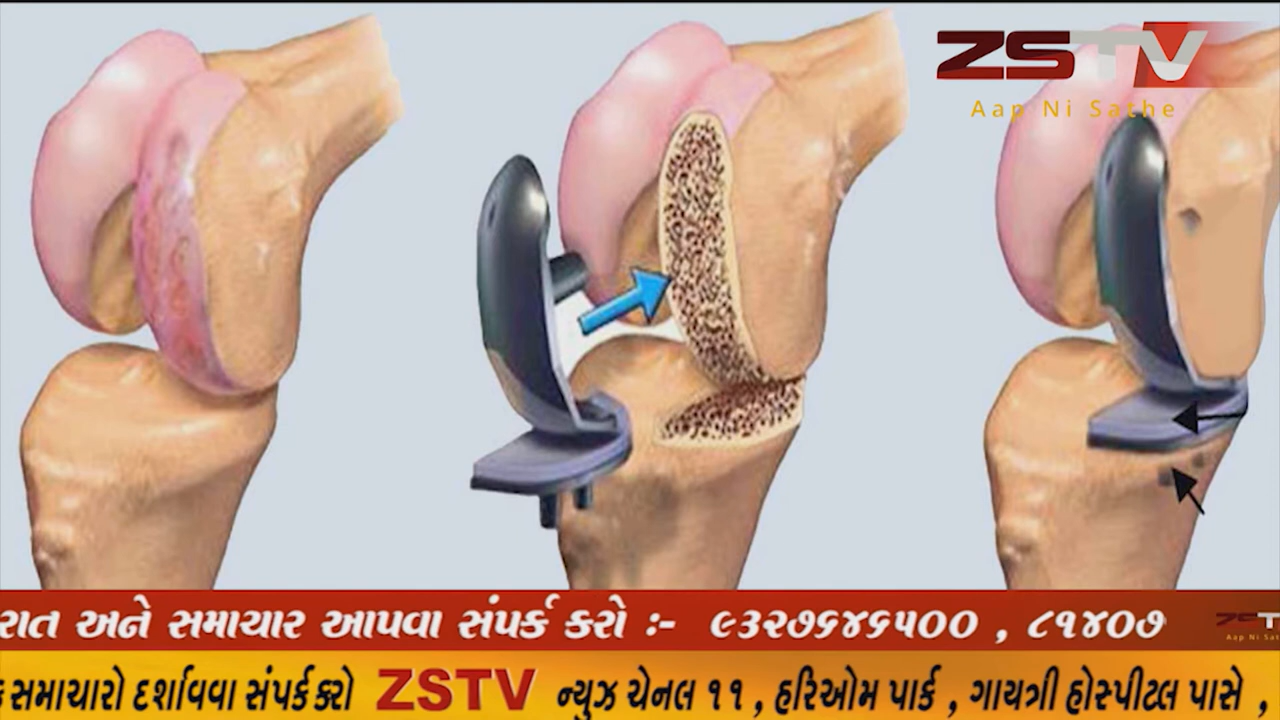 ZSTV
Aap Ni Sathe
રાત અને સમાચાર આપવા સંપર્ક કરો :- ૯૩૨૭૬૪૬૫૦૦ , ૮૧૪૦૭
સમાચારો દર્શાવવા સંપર્ક કરો ZSTV ન્યુઝ ચેનલ ૧૧ , હરિઓમ પાર્ક , ગાયત્રી હોસ્પીટલ પાસે ,